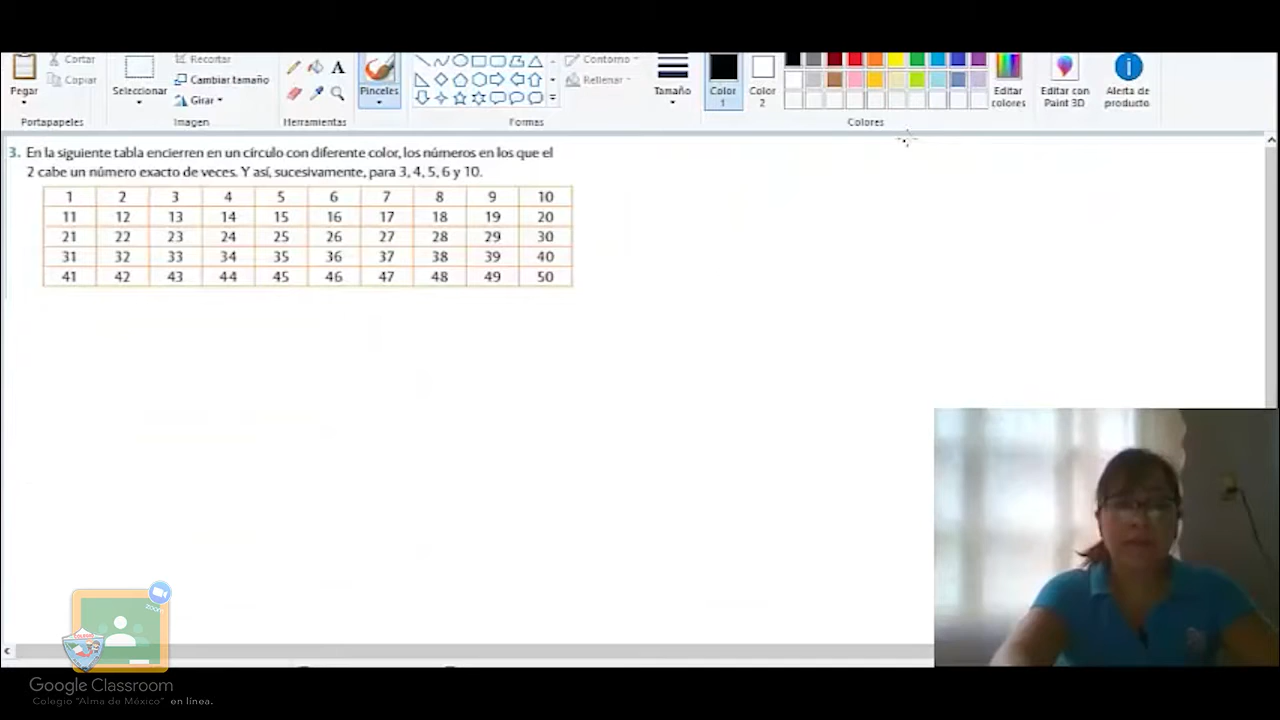 Cortar
Recortar
Contorno
Copiar
Cambiar tamaño
A
Rellenar
Pegar
Seleccionar
Girar
Pinceles
Tamaño
Color
1
Color
2
Editar
colores
Editar con
Paint 3D
Alerta de
producto
Portapapeles
Imagen
Herramientas
Formas
Colores
3. En la siguiente tabla encierren en un círculo con diferente color, los números en los que el
2 cabe un número exacto de veces. Y así, sucesivamente, para 3, 4, 5, 6 y 10.
1 2 3 4 5 6 7 8 9 10
11 12 13 14 15 16 17 18 19 20
21 22 23 24 25 26 27 28 29 30
31 32 33 34 35 36 37 38 39 40
41 42 43 44 45 46 47 48 49 50
zoom
COLEGIO
Google Classroom
Colegio "Alma de México" en línea.